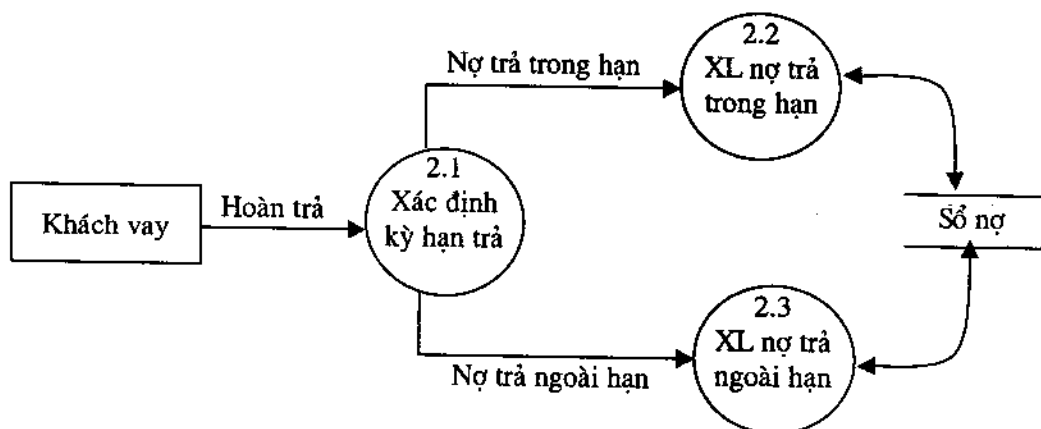 2.2
XL nợ trả
trong hạn
Nợ trả trong hạn
2.1
Xác định
kỳ hạn trả
Khách vay
Hoàn trả
Sổ nợ
2.3
XL nợ trả
ngoài hạn
Nợ trả ngoài hạn